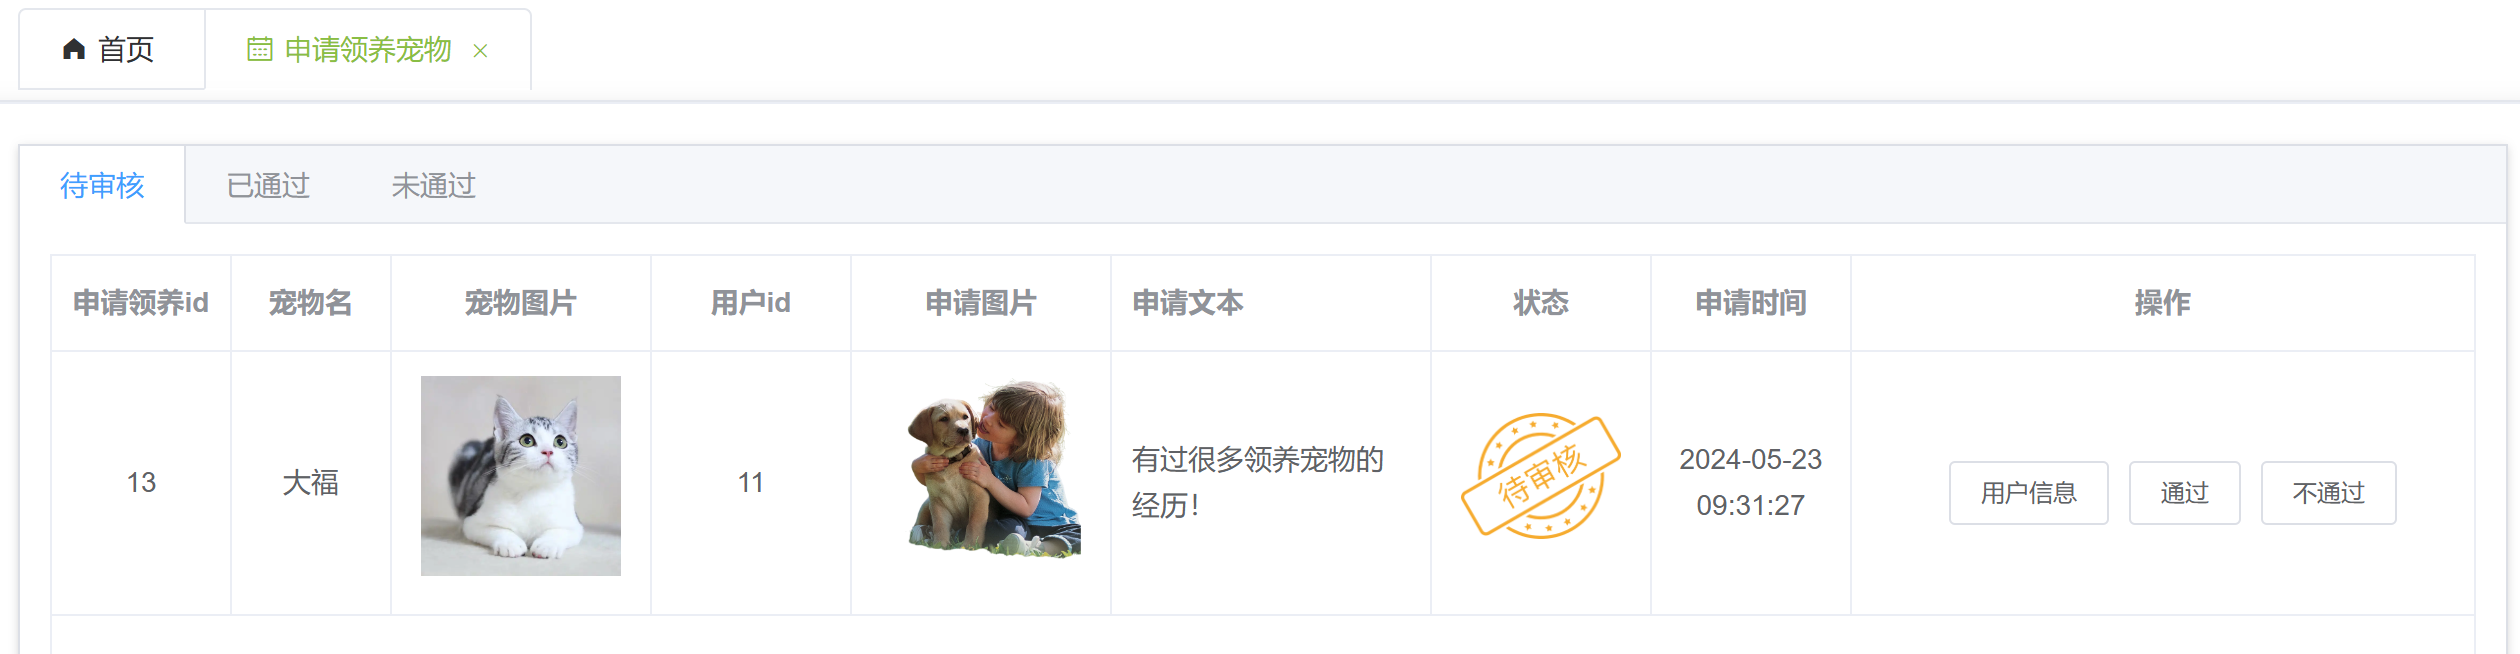 首页
申请领养宠物
待审核 已通过 未通过
申请领养id 宠物名 宠物图片 用户id 申请图片 申请文本 状态 申请时间 操作
13 大福 11 有过很多领养宠物的 待审核 2024-05-23 用户信息 通过 不通过
经历! 09:31:27